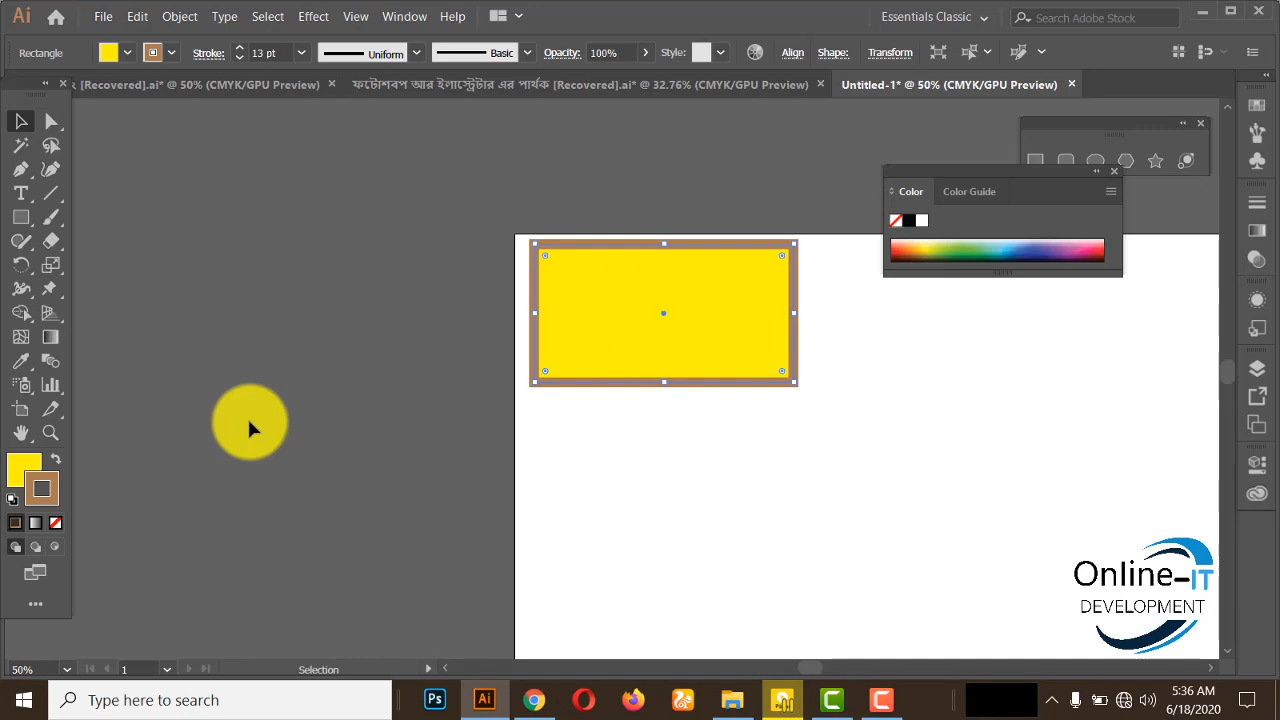 File Edit Object Type Select Effect View Window Help
Essentials Classic
Search Adobe Stock
Rectangle
Stroke: 13 pt Uniform Basic Opacity: 100% Style: Align Shape: Transform
[Recovered].ai* @ 50% (CMYK/GPU Preview)
ফটোশবপ আর ইলাস্ট্রেটার এর পার্থক [Recovered].ai* @ 32.76% (CMYK/GPU Preview)
Untitled-1* @ 50% (CMYK/GPU Preview)
Color Color Guide
Online-IT
DEVELOPMENT
50% 1 Selection
Type here to search
Ps Ai
5:36 AM
6/18/2020